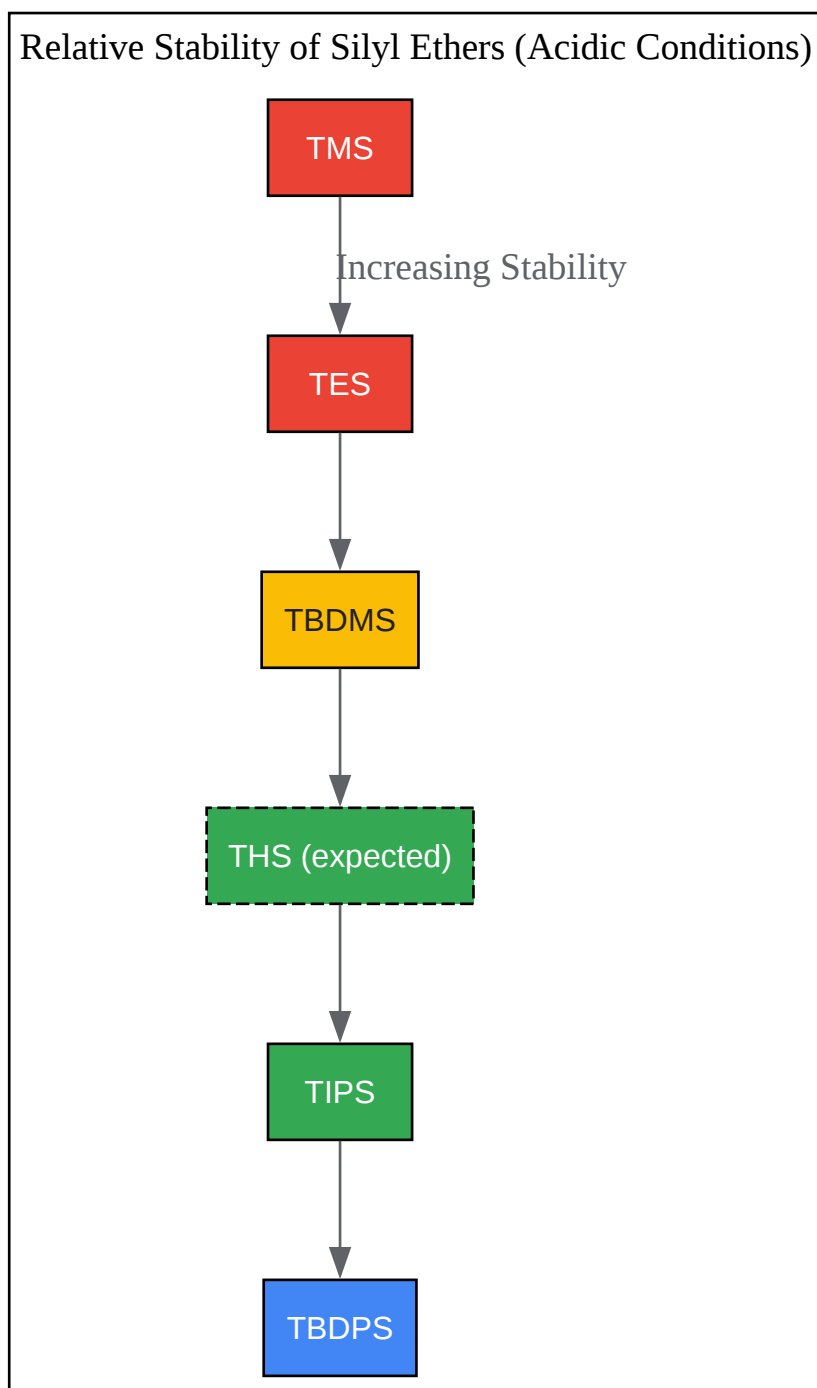 Relative Stability of Silyl Ethers (Acidic Conditions)
TMS
Increasing Stability
TES
TBDMS
THS (expected)
TIPS
TBDPS